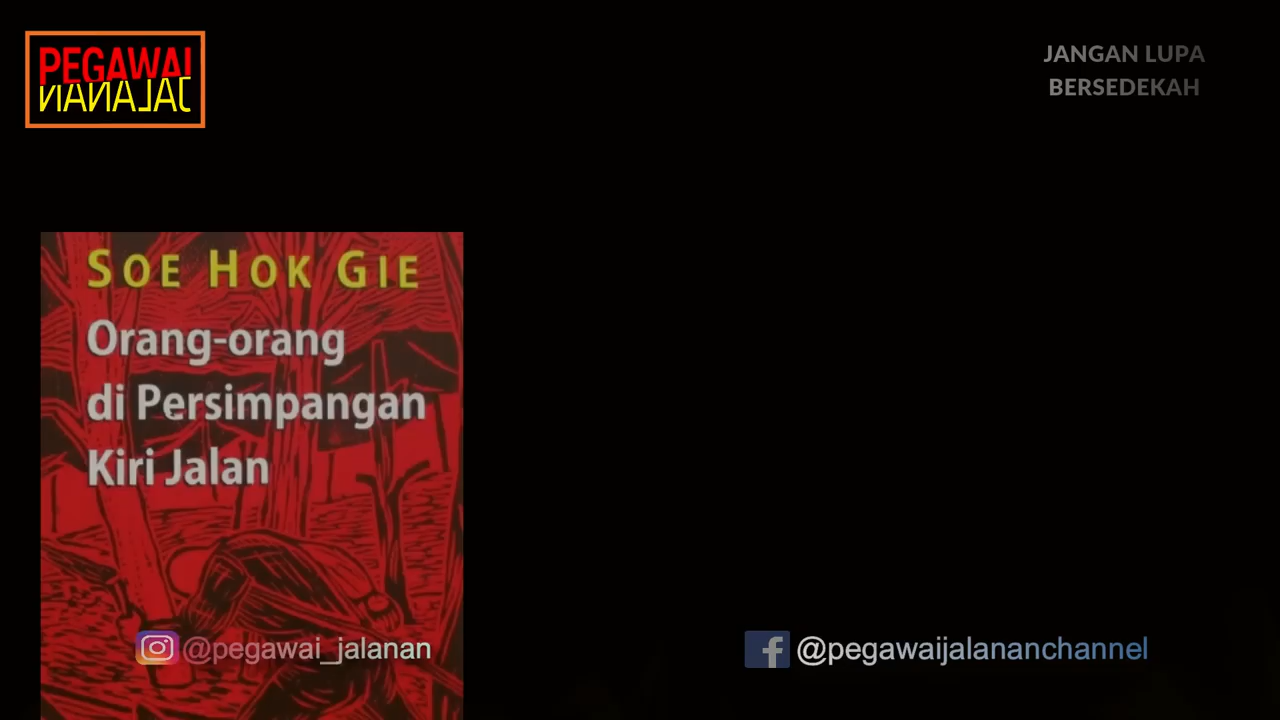 PEGAWAI
JALANAN
JANGAN LUPA
BERSEDEKAH
SOE HOK GIE
Orang-orang
di Persimpangan
Kiri Jalan
@pegawai_jalanan
@pegawaijalananchannel